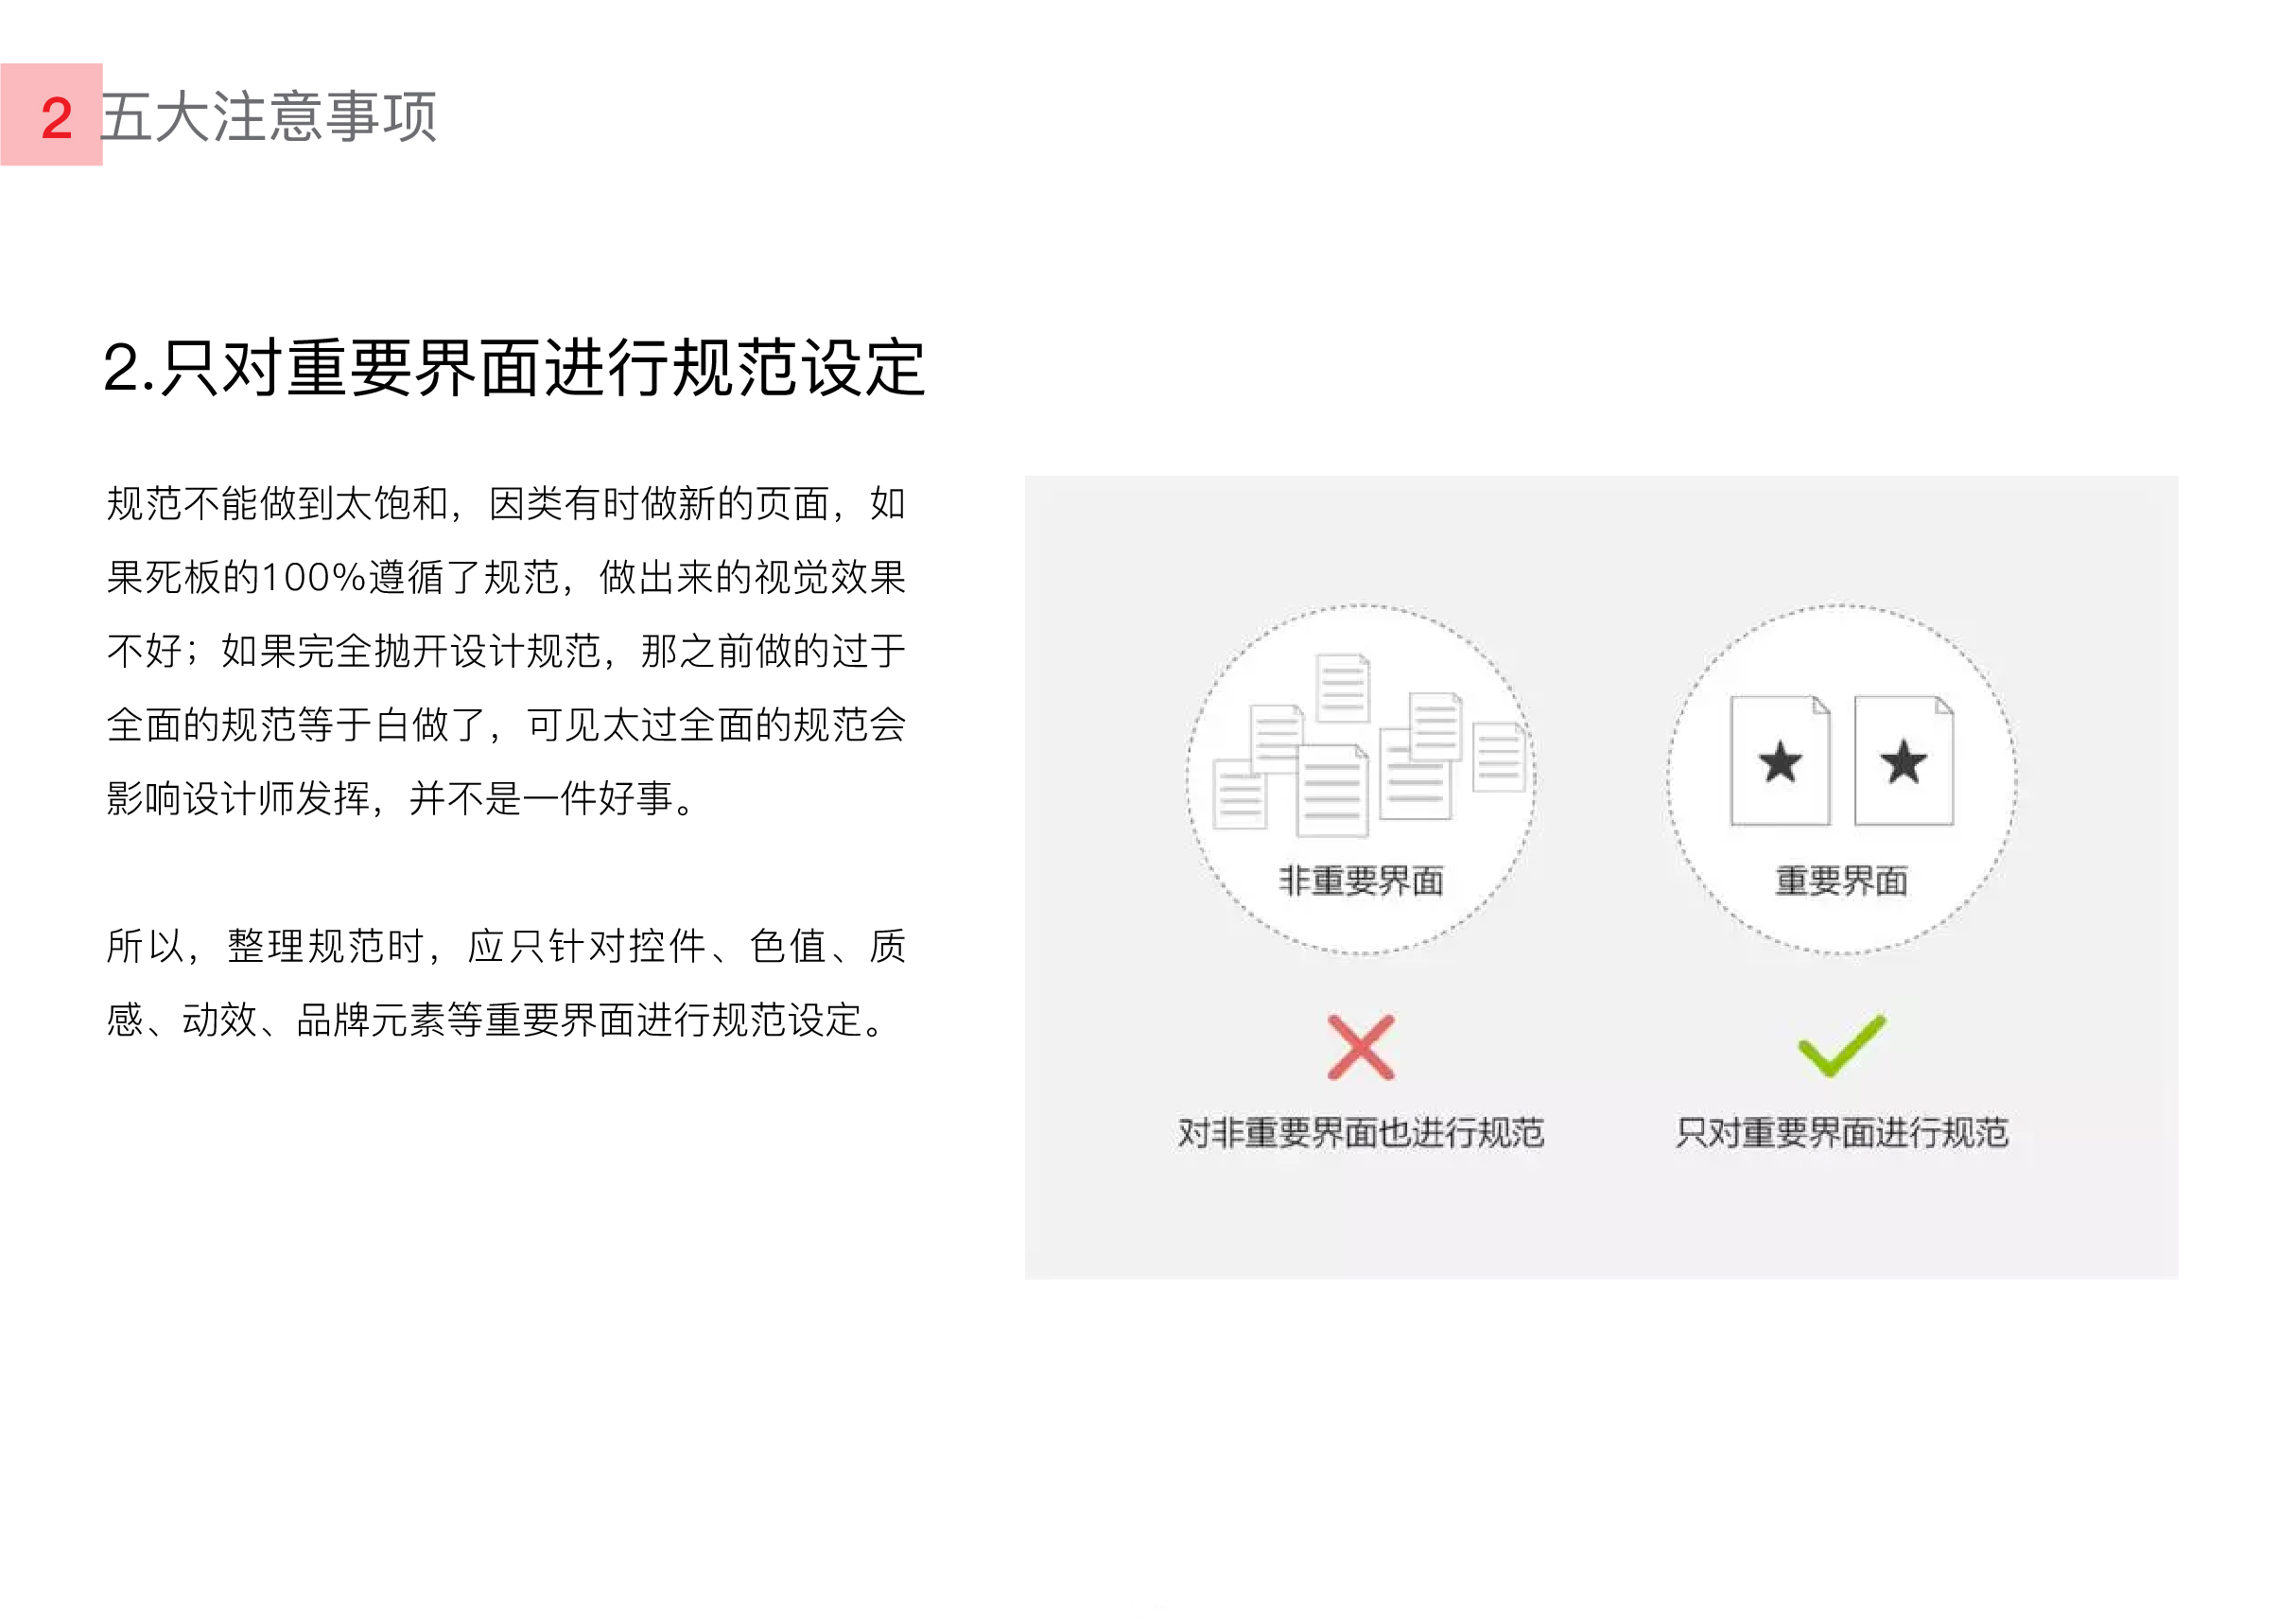 2 五大注意事项
2.只对重要界面进行规范设定
规范不能做到太饱和，因类有时做新的页面，如
果死板的100%遵循了规范，做出来的视觉效果
不好；如果完全抛开设计规范，那之前做的过于
全面的规范等于白做了，可见太过全面的规范会
影响设计师发挥，并不是一件好事。
所以，整理规范时，应只针对控件、色值、质
感、动效、品牌元素等重要界面进行规范设定。
非重要界面
重要界面
对非重要界面也进行规范
只对重要界面进行规范